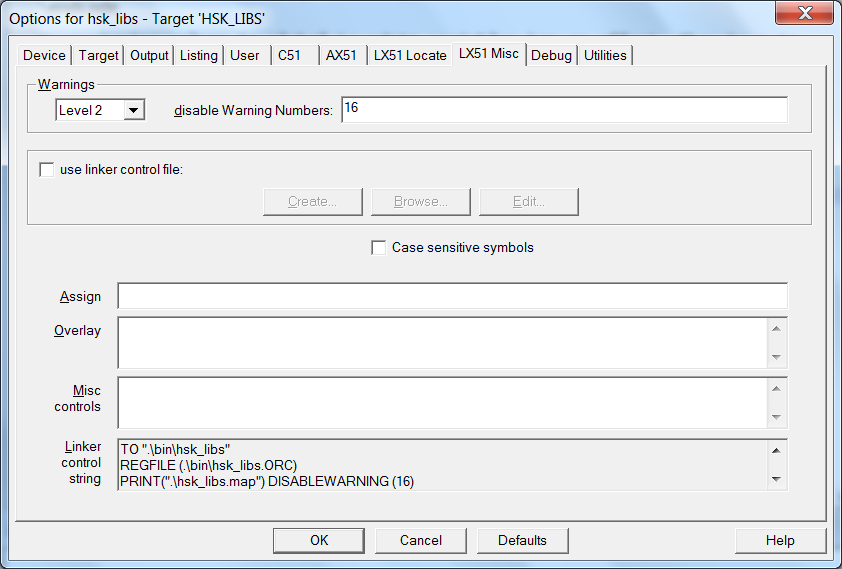 Options for hsk_libs - Target 'HSK_LIBS'
Device Target Output Listing User C51 AX51 LX51 Locate LX51 Misc Debug Utilities
Warnings
Level 2 disable Warning Numbers: 16
use linker control file:
Create... Browse... Edit...
Case sensitive symbols
Assign
Overlay
Misc
controls
Linker
control
string
TO ".\bin\hsk_libs"
REGFILE (.\bin\hsk_libs.ORC)
PRINT(".\hsk_libs.map") DISABLEWARNING (16)
OK Cancel Defaults Help